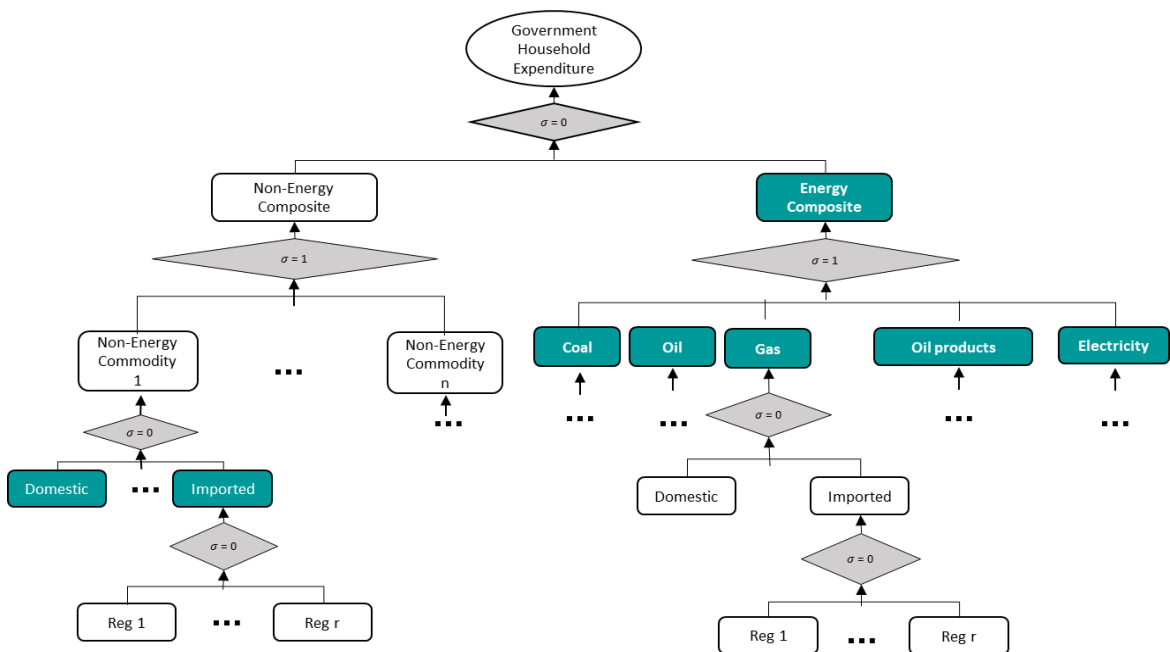 Government
Household
Expenditure
σ = 0
Non-Energy
Composite
Energy
Composite
σ = 1
σ = 1
Non-Energy
Commodity
1
...
Non-Energy
Commodity
n
Coal
Oil
Gas
Oil products
Electricity
...
...
...
...
...
σ = 0
σ = 0
Domestic
...
Imported
Domestic
Imported
σ = 0
σ = 0
Reg 1
...
Reg r
Reg 1
...
Reg r